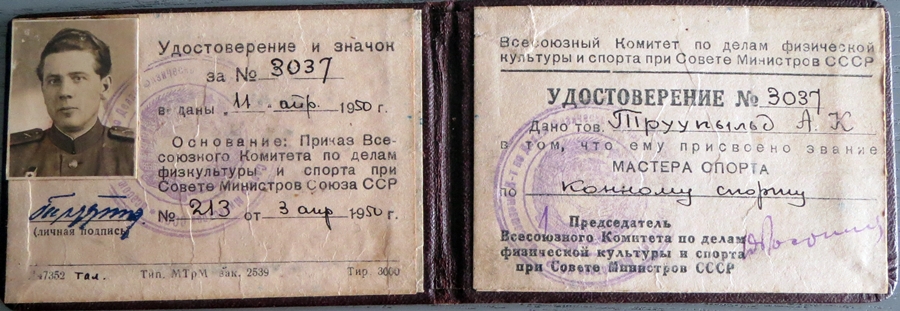 Удостоверение и значок
за № 3037
в даны 11 апр. 1950 г.
Основание: Приказ Все-
союзного Комитета по делам
физкультуры и спорта при
Совете Министров Союза ССР
№ 213 от 3 апр 1950 г.
(личная подпись)
Тип. МТрМ зак. 2539 Тир. 3000
Всесоюзный Комитет по делам физической
культуры и спорта при Совете Министров СССР
УДОСТОВЕРЕНИЕ № 3037
Дано тов. Труупыльд А. К
в том, что ему присвоено звание
МАСТЕРА СПОРТА
по конному спорту
Председатель
Всесоюзного Комитета по делам
физической культуры и спорта
при Совете Министров СССР